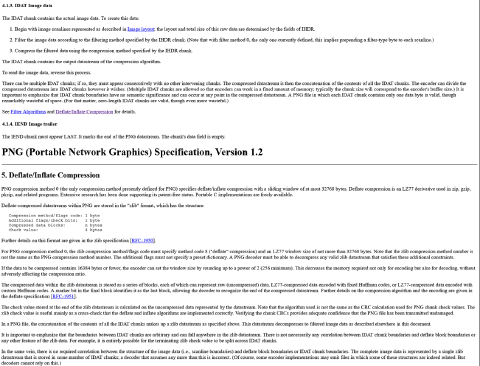 4.1.3. IDAT Image data
The IDAT chunk contains the actual image data. To create this data:
1. Begin with image scanlines represented as described in Image layout; the layout and total size of this raw data are determined by the fields of IHDR.
2. Filter the image data according to the filtering method specified by the IHDR chunk. (Note that with filter method 0, the only one currently defined, this implies prepending a filter-type byte to each scanline.)
3. Compress the filtered data using the compression method specified by the IHDR chunk.
The IDAT chunk contains the output datastream of the compression algorithm.
To read the image data, reverse this process.
There can be multiple IDAT chunks; if so, they must appear consecutively with no other intervening chunks. The compressed datastream is then the concatenation of the contents of all the IDAT chunks. The encoder can divide the
compressed datastream into IDAT chunks however it wishes. (Multiple IDAT chunks are allowed so that encoders can work in a fixed amount of memory; typically the chunk size will correspond to the encoder's buffer size.) It is
important to emphasize that IDAT chunk boundaries have no semantic significance and can occur at any point in the compressed datastream. A PNG file in which each IDAT chunk contains only one data byte is valid, though
remarkably wasteful of space. (For that matter, zero-length IDAT chunks are valid, though even more wasteful.)
See Filter Algorithms and Deflate/Inflate Compression for details.
4.1.4. IEND Image trailer
The IEND chunk must appear LAST. It marks the end of the PNG datastream. The chunk's data field is empty.
PNG (Portable Network Graphics) Specification, Version 1.2
5. Deflate/Inflate Compression
PNG compression method 0 (the only compression method presently defined for PNG) specifies deflate/inflate compression with a sliding window of at most 32768 bytes. Deflate compression is an LZ77 derivative used in zip, gzip,
pkzip, and related programs. Extensive research has been done supporting its patent-free status. Portable C implementations are freely available.
Deflate-compressed datastreams within PNG are stored in the "zlib" format, which has the structure:
Compression method/flags code: 1 byte
Additional flags/check bits: 1 byte
Compressed data blocks: n bytes
Check value: 4 bytes
Further details on this format are given in the zlib specification [RFC-1950].
For PNG compression method 0, the zlib compression method/flags code must specify method code 8 ("deflate" compression) and an LZ77 window size of not more than 32768 bytes. Note that the zlib compression method number is
not the same as the PNG compression method number. The additional flags must not specify a preset dictionary. A PNG decoder must be able to decompress any valid zlib datastream that satisfies these additional constraints.
If the data to be compressed contains 16384 bytes or fewer, the encoder can set the window size by rounding up to a power of 2 (256 minimum). This decreases the memory required not only for encoding but also for decoding, without
adversely affecting the compression ratio.
The compressed data within the zlib datastream is stored as a series of blocks, each of which can represent raw (uncompressed) data, LZ77-compressed data encoded with fixed Huffman codes, or LZ77-compressed data encoded with
custom Huffman codes. A marker bit in the final block identifies it as the last block, allowing the decoder to recognize the end of the compressed datastream. Further details on the compression algorithm and the encoding are given in
the deflate specification [RFC-1951].
The check value stored at the end of the zlib datastream is calculated on the uncompressed data represented by the datastream. Note that the algorithm used is not the same as the CRC calculation used for PNG chunk check values. The
zlib check value is useful mainly as a cross-check that the deflate and inflate algorithms are implemented correctly. Verifying the chunk CRCs provides adequate confidence that the PNG file has been transmitted undamaged.
In a PNG file, the concatenation of the contents of all the IDAT chunks makes up a zlib datastream as specified above. This datastream decompresses to filtered image data as described elsewhere in this document.
It is important to emphasize that the boundaries between IDAT chunks are arbitrary and can fall anywhere in the zlib datastream. There is not necessarily any correlation between IDAT chunk boundaries and deflate block boundaries or
any other feature of the zlib data. For example, it is entirely possible for the terminating zlib check value to be split across IDAT chunks.
In the same vein, there is no required correlation between the structure of the image data (i.e., scanline boundaries) and deflate block boundaries or IDAT chunk boundaries. The complete image data is represented by a single zlib
datastream that is stored in some number of IDAT chunks; a decoder that assumes any more than this is incorrect. (Of course, some encoder implementations may emit files in which some of these structures are indeed related. But
decoders cannot rely on this.)